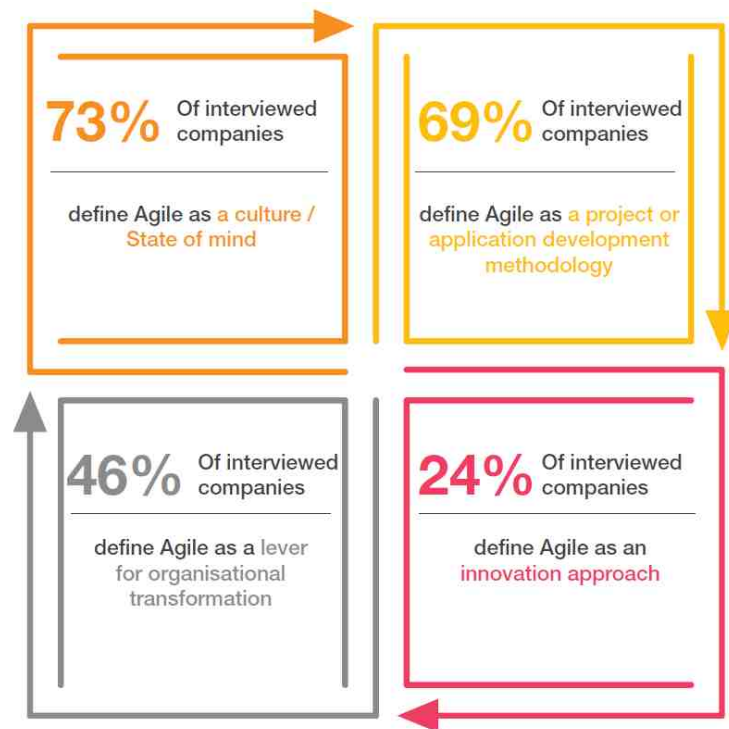 73% Of interviewed
companies
define Agile as a culture /
State of mind
69% Of interviewed
companies
define Agile as a project or
application development
methodology
46% Of interviewed
companies
define Agile as a lever
for organisational
transformation
24% Of interviewed
companies
define Agile as an
innovation approach